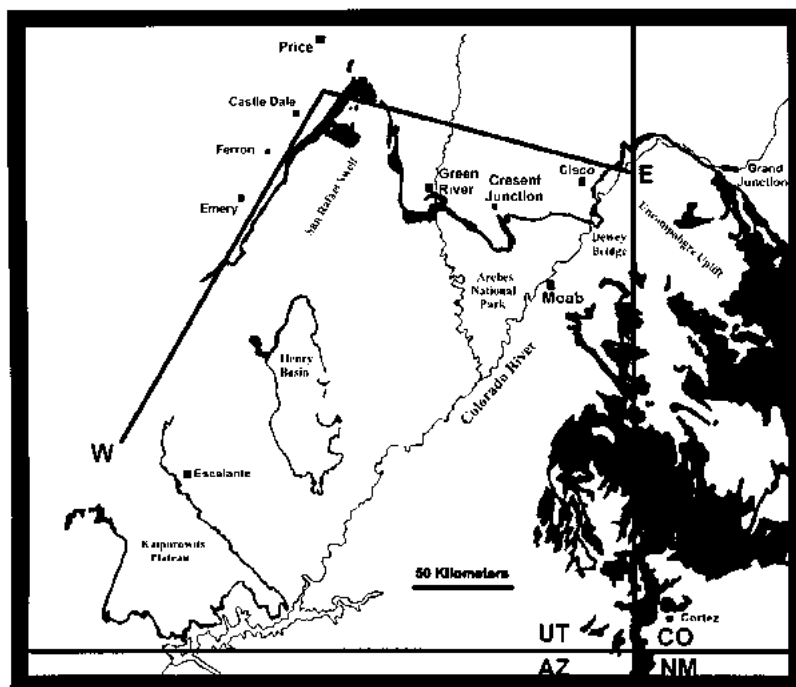 Price
Castle Dale
Ferron
Emery
San Rafael Swell
Green
River
Cresent
Junction
Cisco
E
Grand
Junction
Uncompahgre Uplift
Dewey
Bridge
Arches
National
Park
Moab
Henry
Basin
Colorado River
W
Escalante
Kaiparowits
Plateau
50 Kilometers
Cortez
UT
CO
AZ
NM